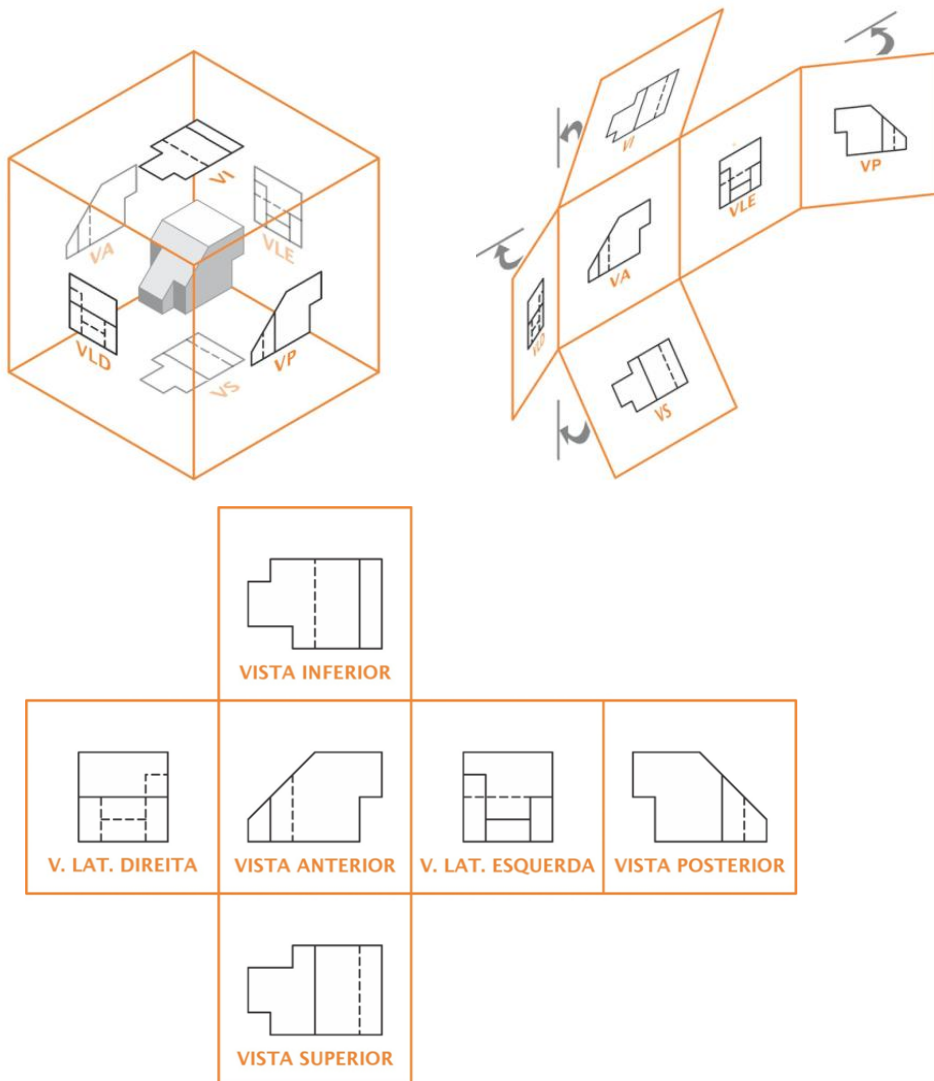 VI
VA
VLE
VLD
VS
VP
VI
VLE
VP
VA
VLD
VS
VISTA INFERIOR
V. LAT. DIREITA
VISTA ANTERIOR
V. LAT. ESQUERDA
VISTA POSTERIOR
VISTA SUPERIOR